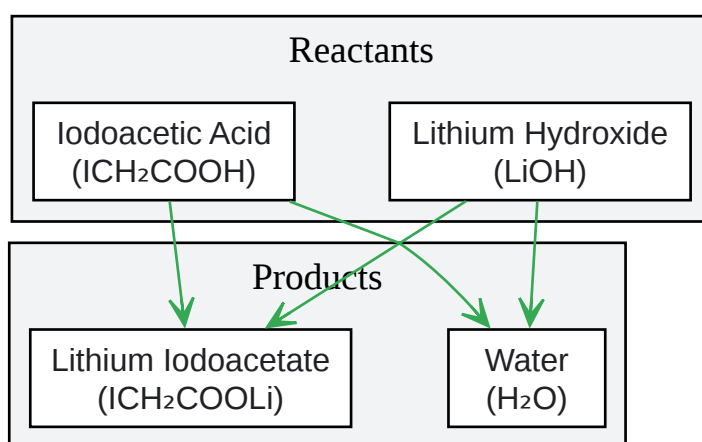 Reactants
Iodoacetic Acid
(ICH₂COOH)
Lithium Hydroxide
(LiOH)
Products
Lithium Iodoacetate
(ICH₂COOLi)
Water
(H₂O)